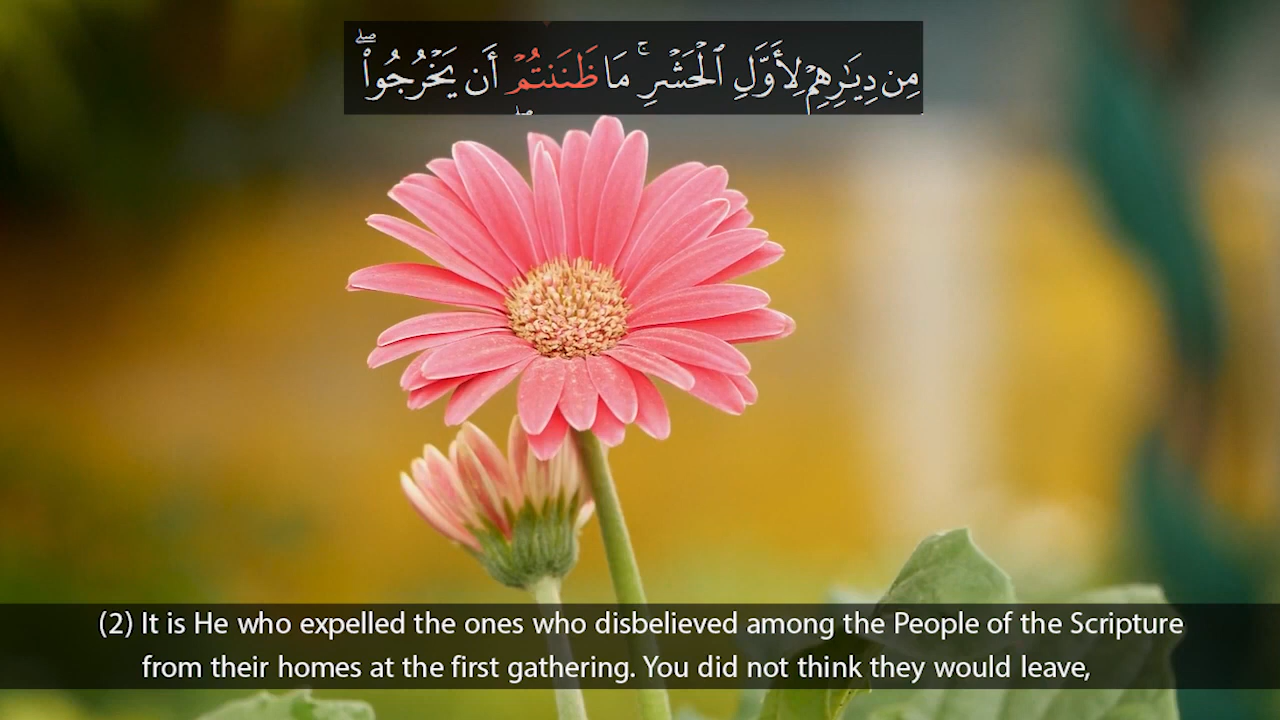 مِن دِيَـٰرِهِمْ لِأَوَّلِ ٱلْحَشْرِ ۚ مَا ظَنَنتُمْ أَن يَخْرُجُوا۟ ۖ
(2) It is He who expelled the ones who disbelieved among the People of the Scripture
from their homes at the first gathering. You did not think they would leave,